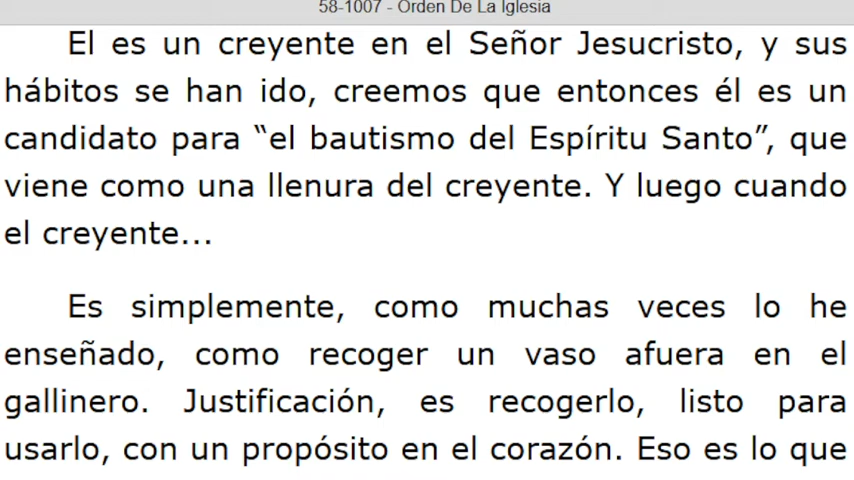 58-1007 - Orden De La Iglesia
El es un creyente en el Señor Jesucristo, y sus
hábitos se han ido, creemos que entonces él es un
candidato para “el bautismo del Espíritu Santo”, que
viene como una llenura del creyente. Y luego cuando
el creyente...
Es simplemente, como muchas veces lo he
enseñado, como recoger un vaso afuera en el
gallinero. Justificación, es recogerlo, listo para
usarlo, con un propósito en el corazón. Eso es lo que